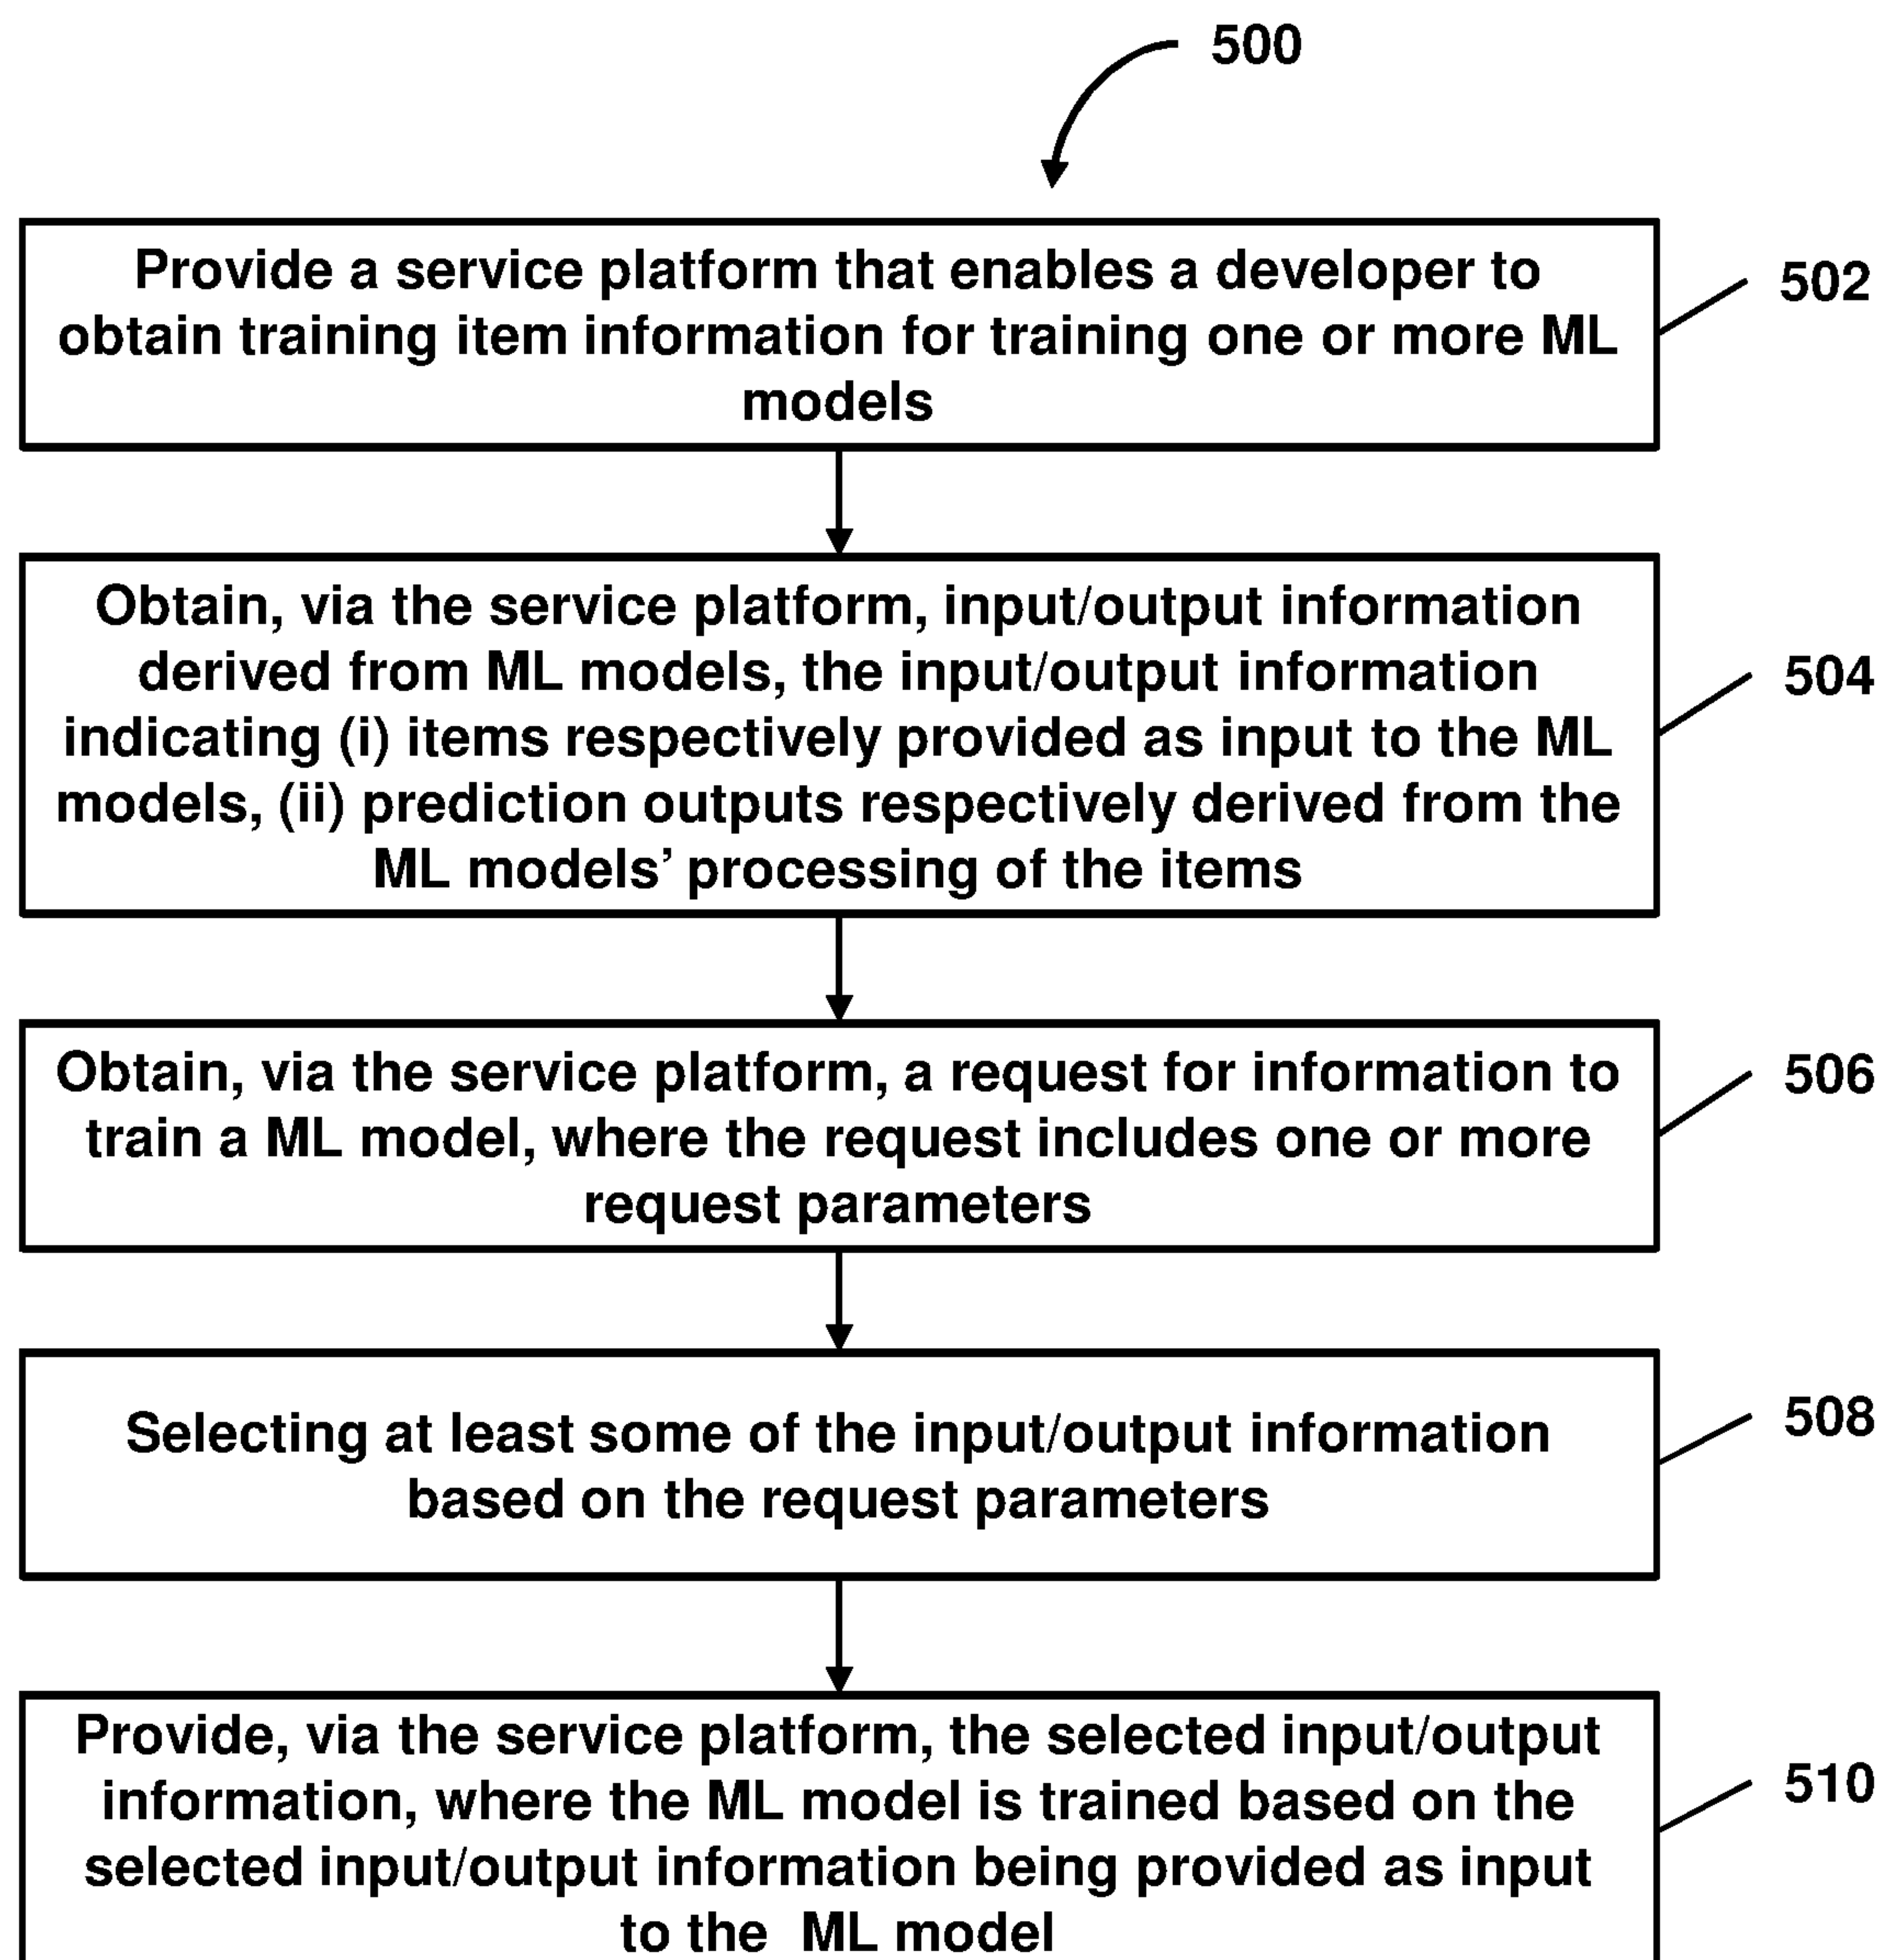 500
Provide a service platform that enables a developer to
obtain training item information for training one or more ML
models
502
Obtain, via the service platform, input/output information
derived from ML models, the input/output information
indicating (i) items respectively provided as input to the ML
models, (ii) prediction outputs respectively derived from the
ML models’ processing of the items
504
Obtain, via the service platform, a request for information to
train a ML model, where the request includes one or more
request parameters
506
Selecting at least some of the input/output information
based on the request parameters
508
Provide, via the service platform, the selected input/output
information, where the ML model is trained based on the
selected input/output information being provided as input
to the ML model
510